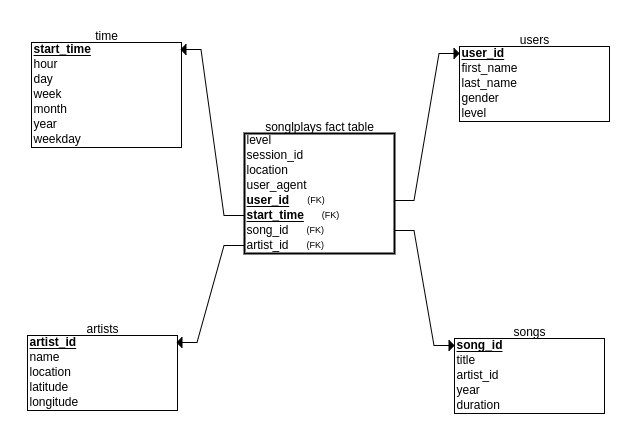 time
start_time
hour
day
week
month
year
weekday
users
user_id
first_name
last_name
gender
level
songlplays fact table
level
session_id
location
user_agent
user_id (FK)
start_time (FK)
song_id (FK)
artist_id (FK)
artists
artist_id
name
location
latitude
longitude
songs
song_id
title
artist_id
year
duration